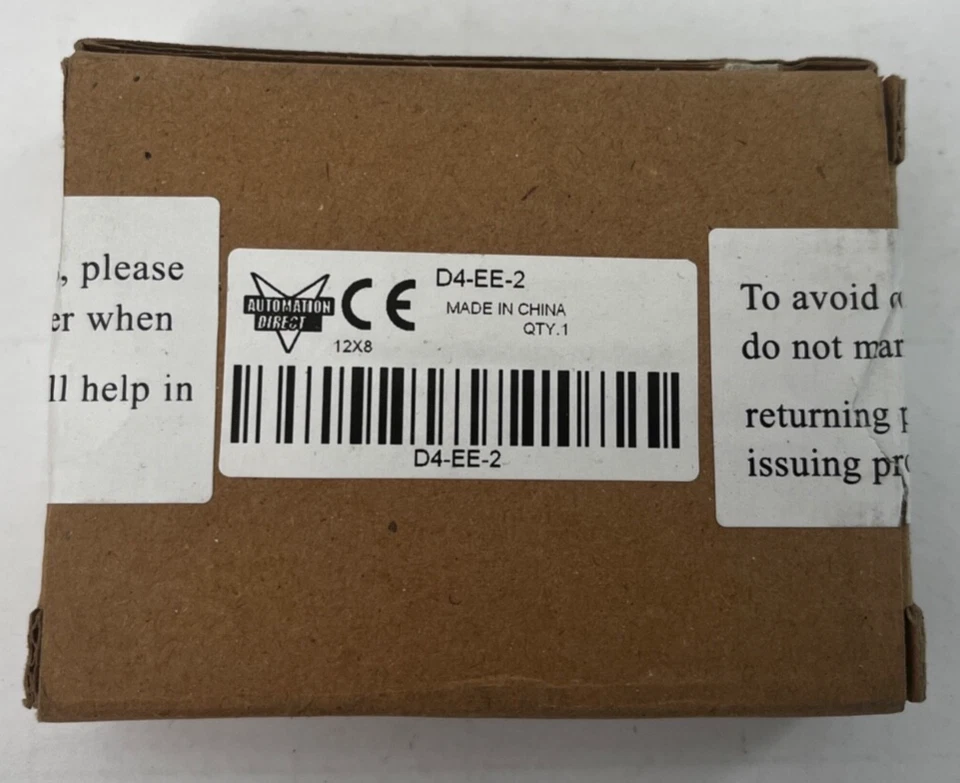 , please
er when
ll help in
AUTOMATION
DIRECT
CE
D4-EE-2
MADE IN CHINA
QTY.1
12X8
D4-EE-2
To avoid
do not mar
returning
issuing pr